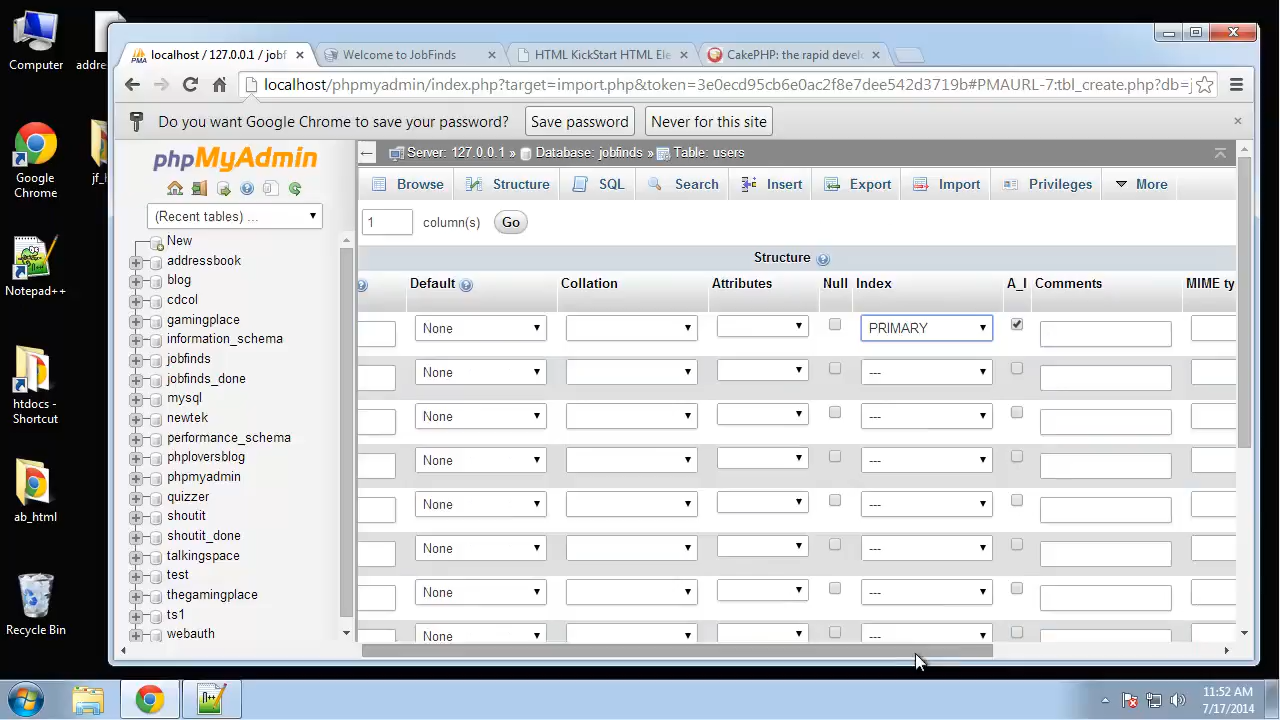 Computer
addre
Google
Chrome
jf_h
Notepad++
htdocs -
Shortcut
ab_html
Recycle Bin
PMA
localhost / 127.0.0.1 / jobf
Welcome to JobFinds
HTML KickStart HTML Ele
CakePHP: the rapid devel
localhost/phpmyadmin/index.php?target=import.php&token=3e0ecd95cb6e0ac2f8e7dee542d3719b#PMAURL-7:tbl_create.php?db=j
Do you want Google Chrome to save your password?
Save password
Never for this site
phpMyAdmin
(Recent tables) ...
New
addressbook
blog
cdcol
gamingplace
information_schema
jobfinds
jobfinds_done
mysql
newtek
performance_schema
phploversblog
phpmyadmin
quizzer
shoutit
shoutit_done
talkingspace
test
thegamingplace
ts1
webauth
Server: 127.0.0.1 » Database: jobfinds » Table: users
Browse Structure SQL Search Insert Export Import Privileges More
1 column(s) Go
Structure
Default Collation Attributes Null Index A_I Comments MIME ty
None PRIMARY
None ---
None ---
None ---
None ---
None ---
None ---
None ---
11:52 AM
7/17/2014